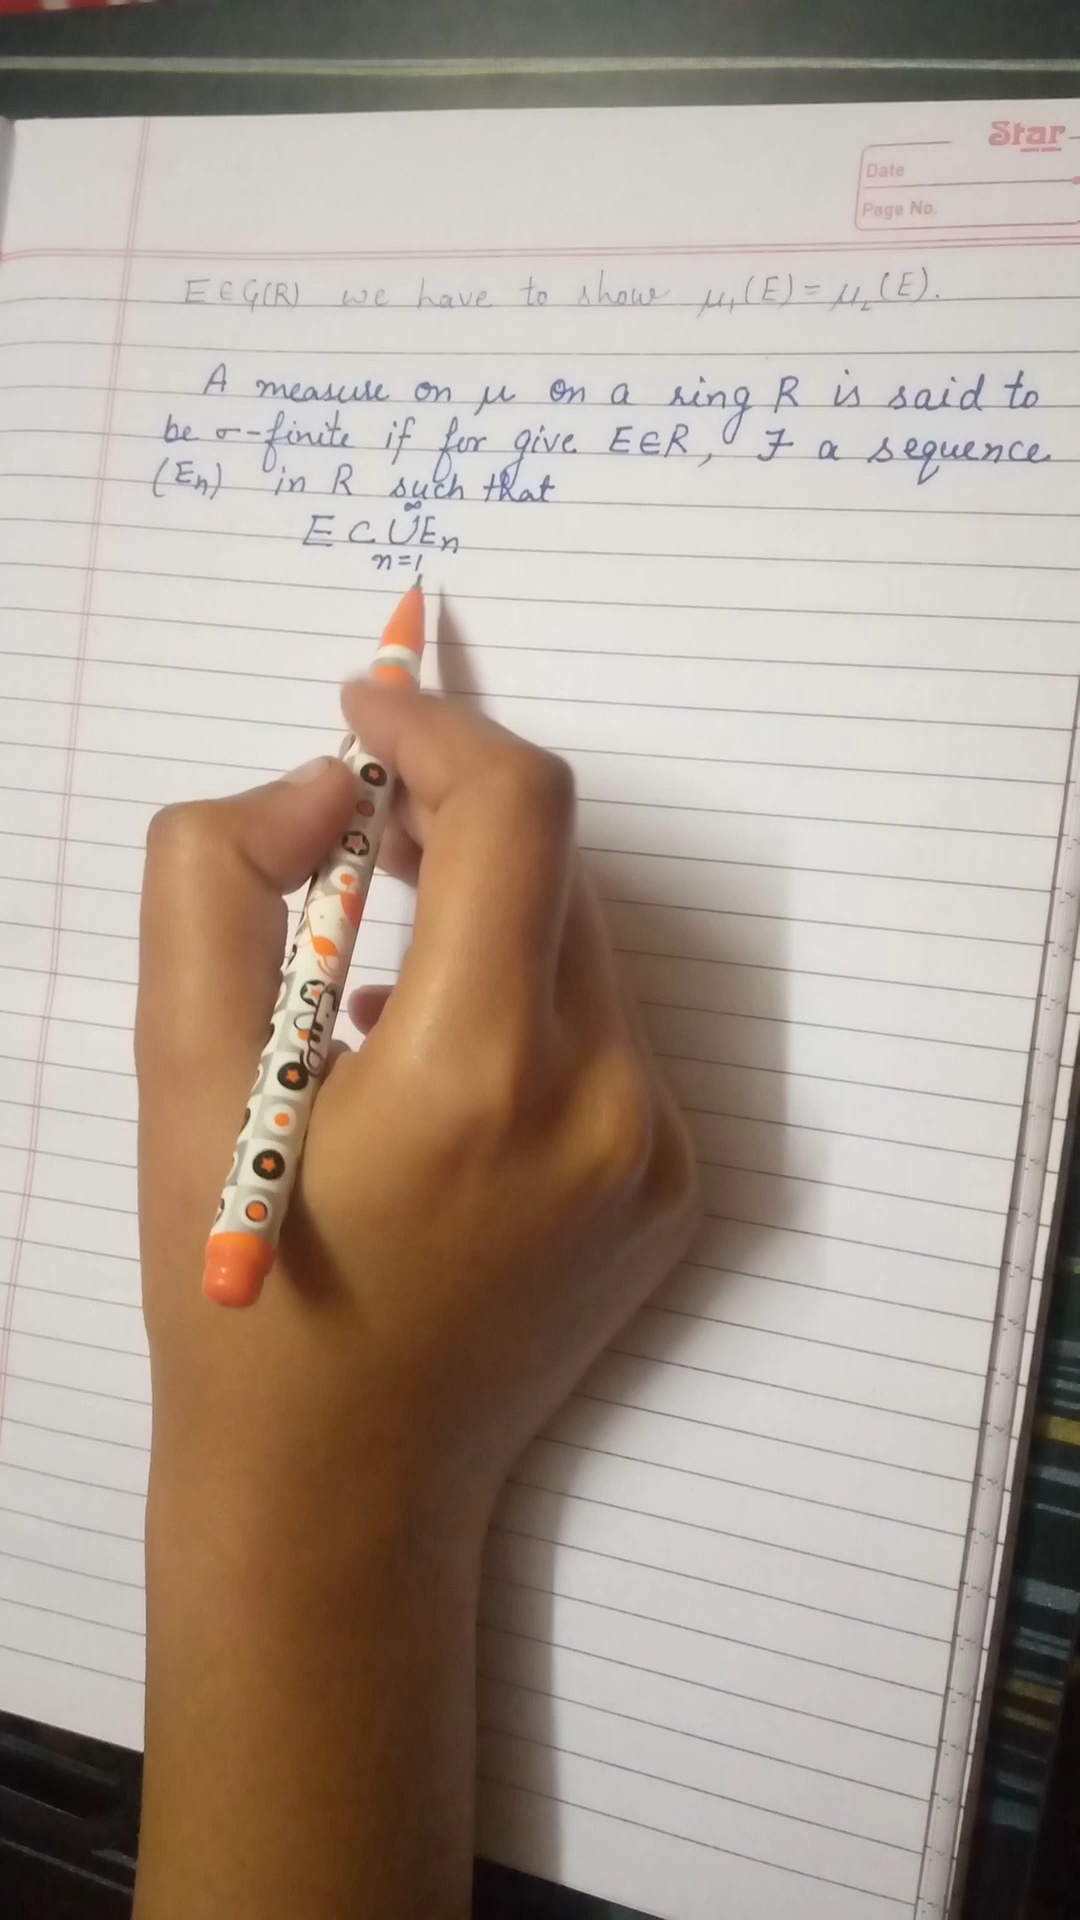 Star
Date
Page No.
E ∈ G(R) we have to show μ₁(E) = μ₂(E).
A measure on μ on a ring R is said to
be σ-finite if for give E∈R, ∃ a sequence
(En) in R such that
∞
E ⊂ ∪ En
n=1